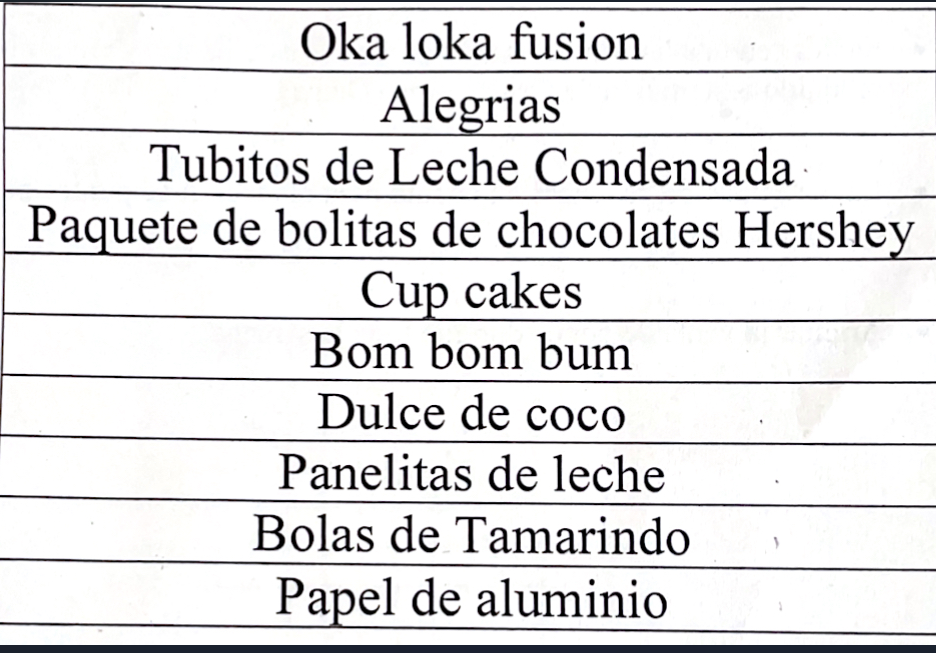 Oka loka fusion
Alegrias
Tubitos de Leche Condensada
Paquete de bolitas de chocolates Hershey
Cup cakes
Bom bom bum
Dulce de coco
Panelitas de leche
Bolas de Tamarindo
Papel de aluminio